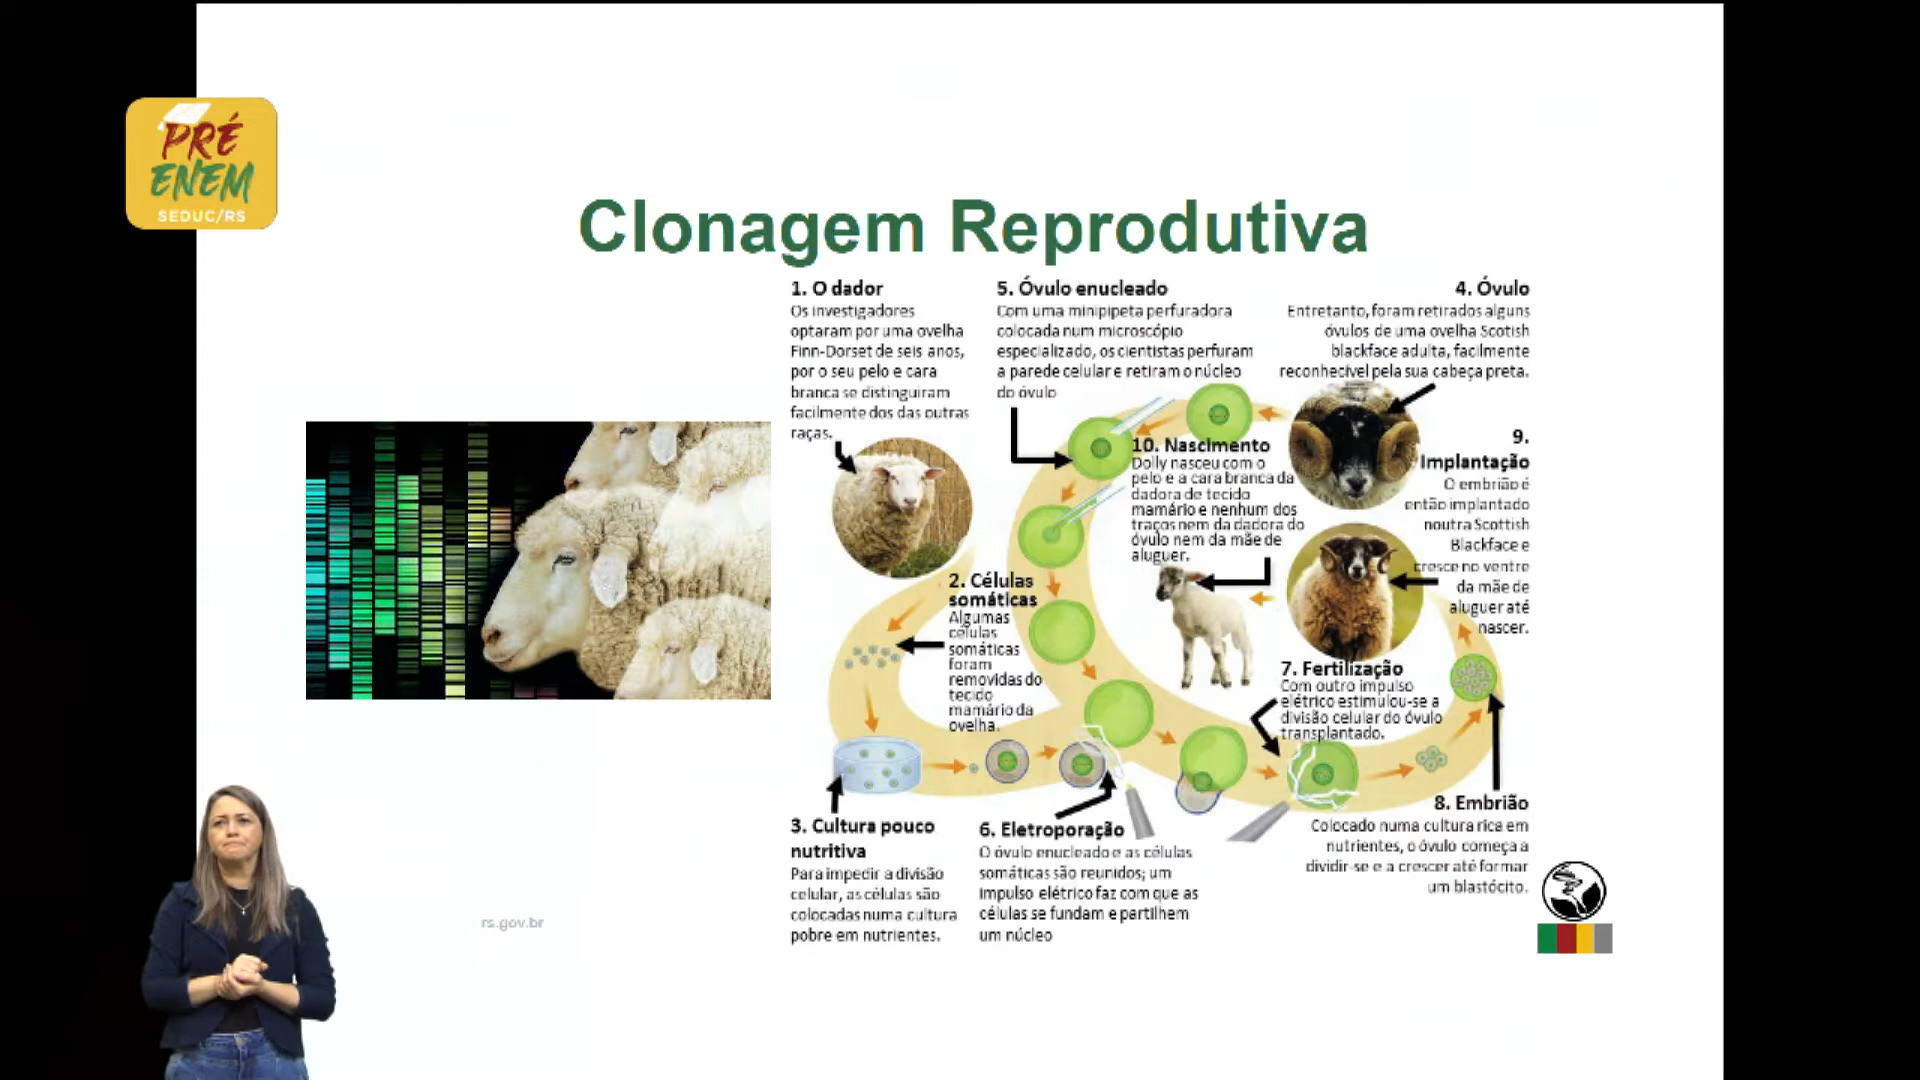 PRÉ
ENEM
SEDUC/RS
Clonagem Reprodutiva
1. O dador
Os investigadores
optaram por uma ovelha
Finn-Dorset de seis anos,
por o seu pelo e cara
branca se distinguiram
facilmente dos das outras
raças.
5. Óvulo enucleado
Com uma minipipeta perfuradora
colocada num microscópio
especializado, os cientistas perfuram
a parede celular e retiram o núcleo
do óvulo
4. Óvulo
Entretanto, foram retirados alguns
óvulos de uma ovelha Scotish
blackface adulta, facilmente
reconhecível pela sua cabeça preta.
10. Nascimento
Dolly nasceu com o
pelo e a cara branca da
dadora de tecido
mamário e nenhum dos
traços nem da dadora do
óvulo nem da mãe de
aluguer.
9.
Implantação
O embrião é
então implantado
noutra Scottish
Blackface e
cresce no ventre
da mãe de
aluguer até
nascer.
2. Células
somáticas
Algumas
células
somáticas
foram
removidas do
tecido
mamário da
ovelha.
7. Fertilização
Com outro impulso
elétrico estimulou-se a
divisão celular do óvulo
transplantado.
3. Cultura pouco
nutritiva
Para impedir a divisão
celular, as células são
colocadas numa cultura
pobre em nutrientes.
6. Eletroporação
O óvulo enucleado e as células
somáticas são reunidos; um
impulso elétrico faz com que as
células se fundam e partilhem
um núcleo
8. Embrião
Colocado numa cultura rica em
nutrientes, o óvulo começa a
dividir-se e a crescer até formar
um blastócito.
rs.gov.br